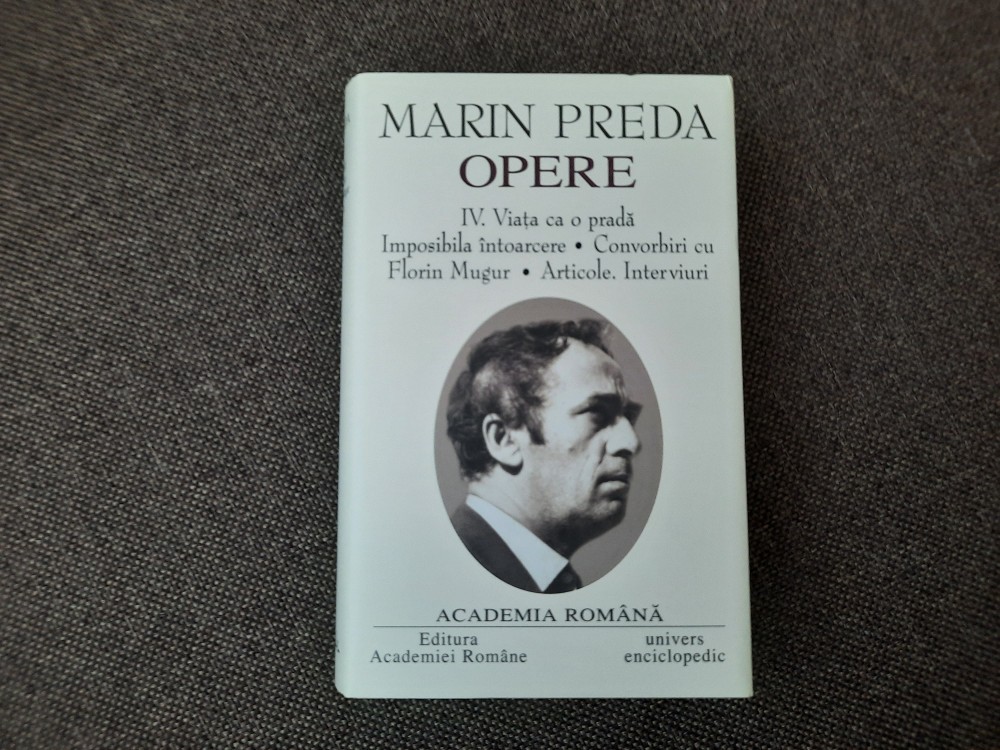 MARIN PREDA
OPERE
IV. Viaţa ca o pradă
Imposibila întoarcere • Convorbiri cu
Florin Mugur • Articole. Interviuri
ACADEMIA ROMÂNĂ
Editura
Academiei Române
univers
enciclopedic